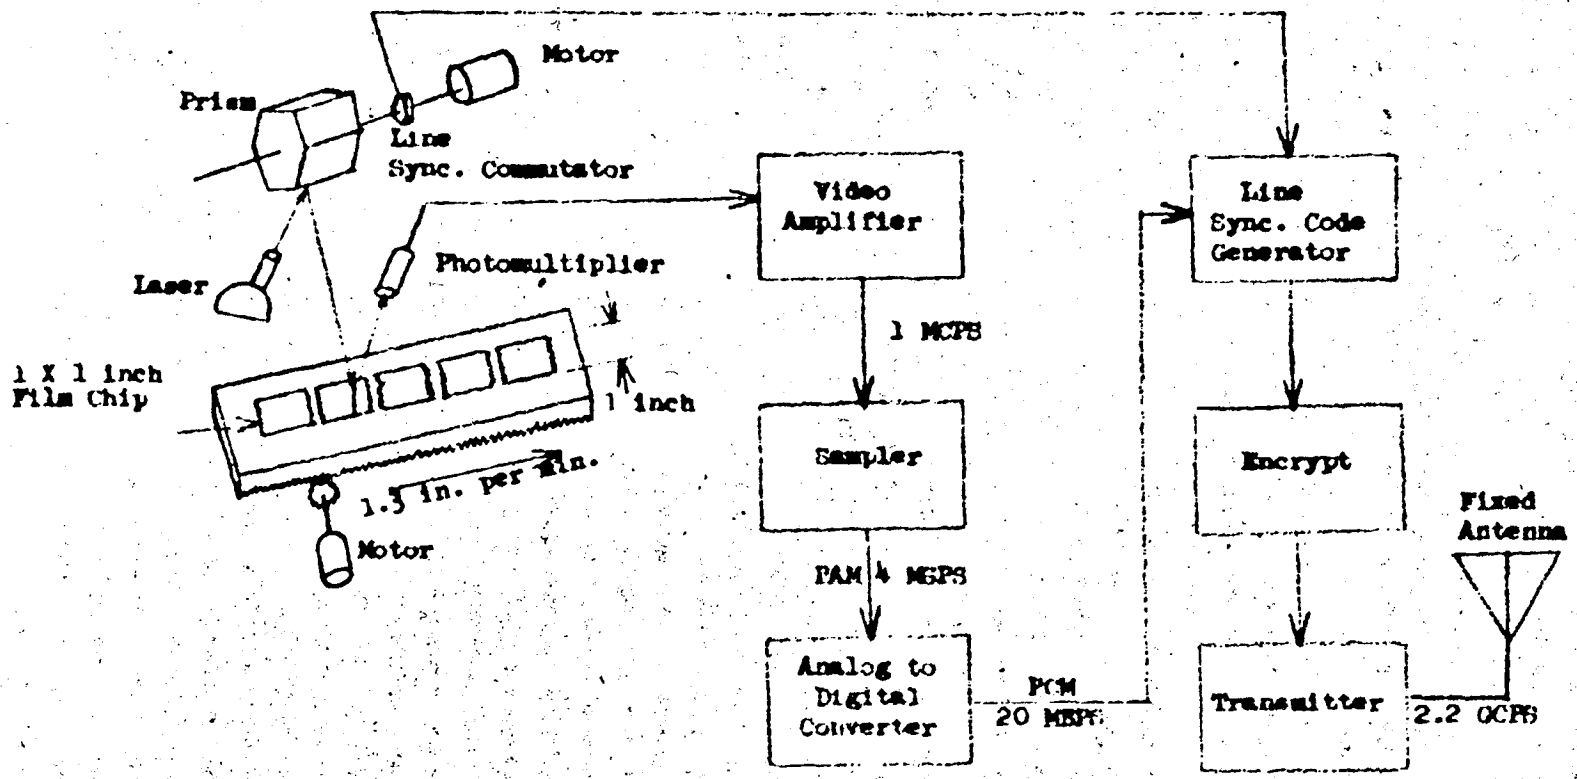 Motor
Prism
Line
Sync. Commutator
Laser
Photomultiplier
1 X 1 inch
Film Chip
1 inch
1.5 in. per min.
Motor
Video
Amplifier
1 MCPS
Sampler
PAM 4 MSPS
Analog to
Digital
Converter
PCM
20 MBPS
Line
Sync. Code
Generator
Encrypt
Transmitter
Fixed
Antenna
2.2 GCPS